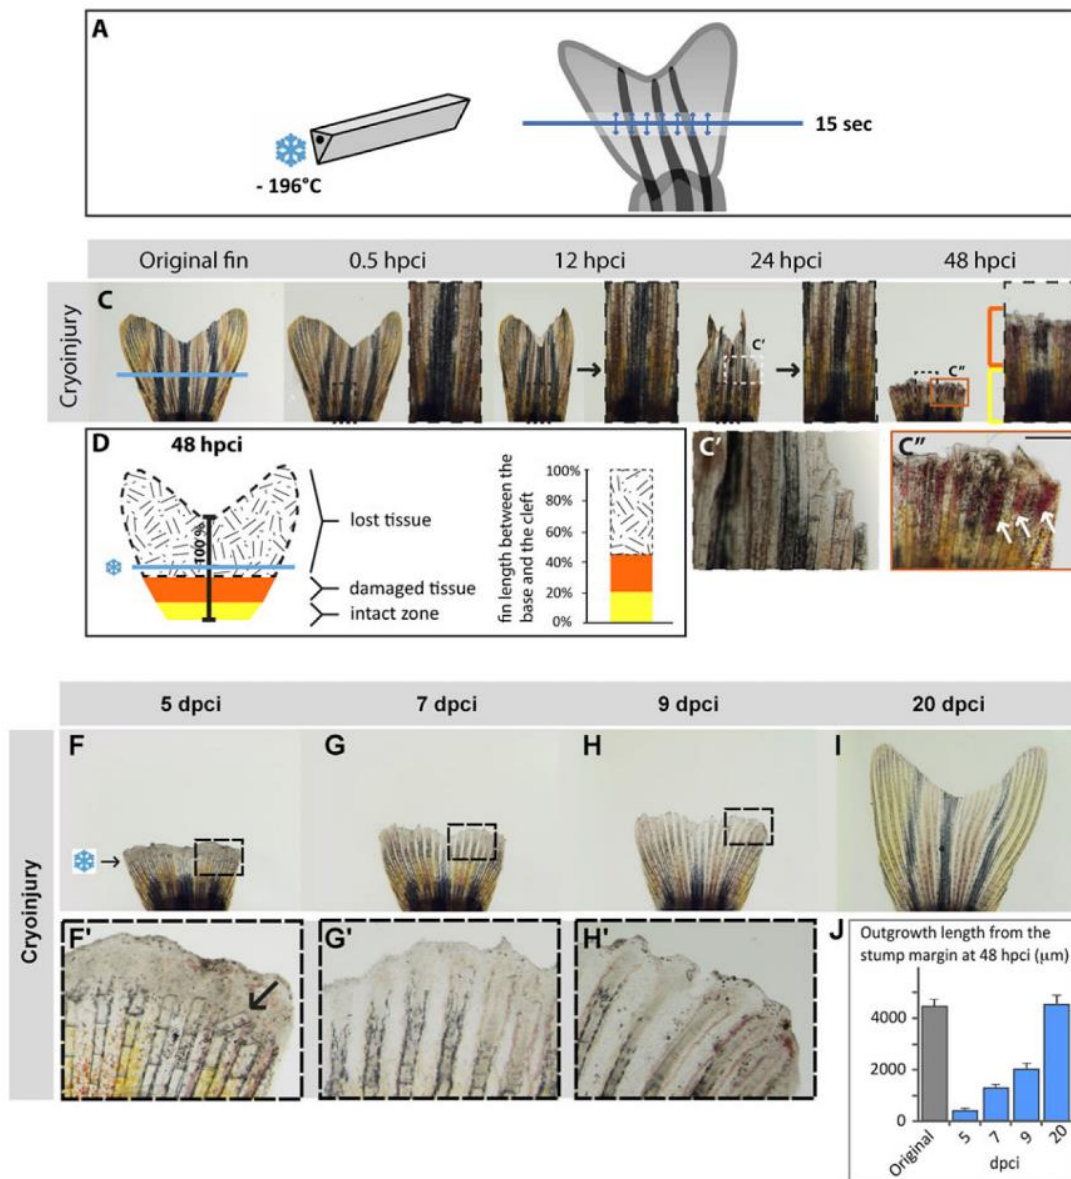 A
- 196°C
15 sec
Original fin 0.5 hpci 12 hpci 24 hpci 48 hpci
Cryoinjury
C
C'
C"
D
48 hpci
100 %
lost tissue
damaged tissue
intact zone
fin length between the
base and the cleft
100%
80%
60%
40%
20%
0%
C'
C"
5 dpci 7 dpci 9 dpci 20 dpci
Cryoinjury
F
G
H
I
F'
G'
H'
J
Outgrowth length from the
stump margin at 48 hpci (μm)
4000
2000
0
Original 5 7 9 20
dpci